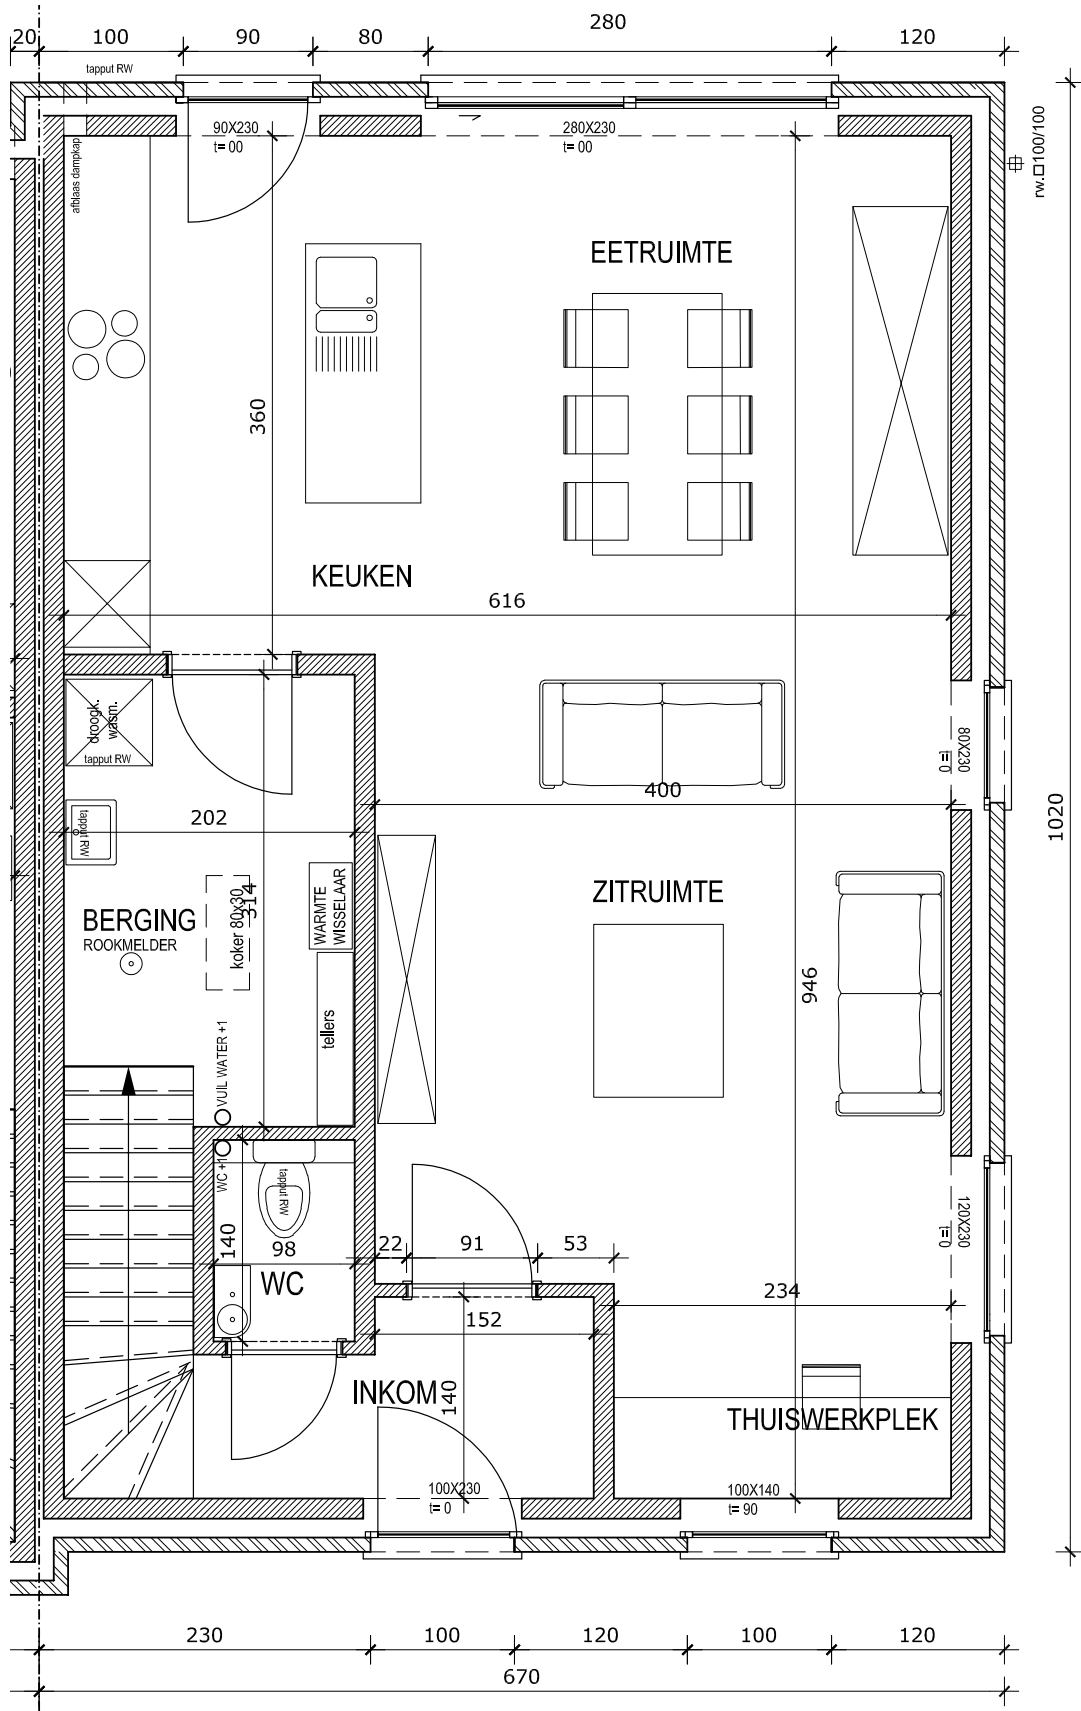 20
100
90
80
280
120
tapput RW
90X230
t= 00
280X230
t= 00
afblaas dampkap
rw.□100/100
EETRUIMTE
360
KEUKEN
616
droogk.
wasm.
tapput RW
80X230
t= 0
1020
400
202
tapput RW
314
koker 80x30
WARMTE
WISSELAAR
ZITRUIMTE
BERGING
ROOKMELDER
946
tellers
VUIL WATER +1
WC +1
tapput RW
120X230
t=0
140
98
22
91
53
WC
234
152
INKOM
140
THUISWERKPLEK
100X230
t= 0
100X140
t= 90
230
100
120
100
120
670